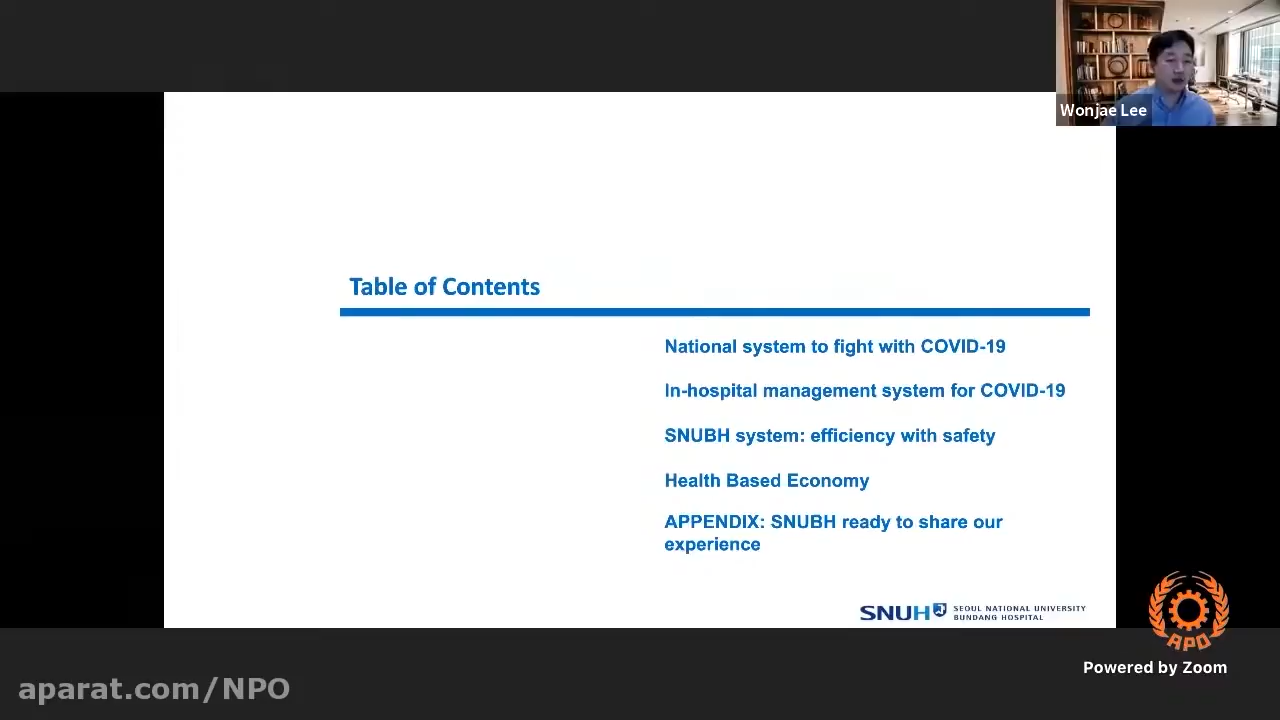 Wonjae Lee
Table of Contents
National system to fight with COVID-19
In-hospital management system for COVID-19
SNUBH system: efficiency with safety
Health Based Economy
APPENDIX: SNUBH ready to share our
experience
SNUH SEOUL NATIONAL UNIVERSITY
BUNDANG HOSPITAL
APO
Powered by Zoom
aparat.com/NPO